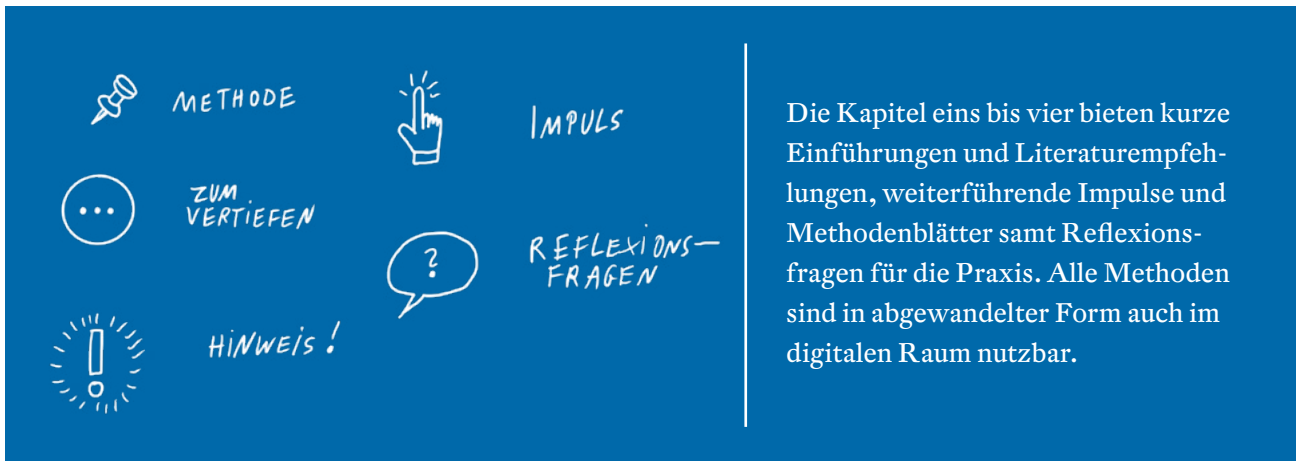 METHODE
IMPULS
ZUM
VERTIEFEN
REFLEXIONS-
FRAGEN
?
HINWEIS!
Die Kapitel eins bis vier bieten kurze
Einführungen und Literaturempfeh-
lungen, weiterführende Impulse und
Methodenblätter samt Reflexions-
fragen für die Praxis. Alle Methoden
sind in abgewandelter Form auch im
digitalen Raum nutzbar.